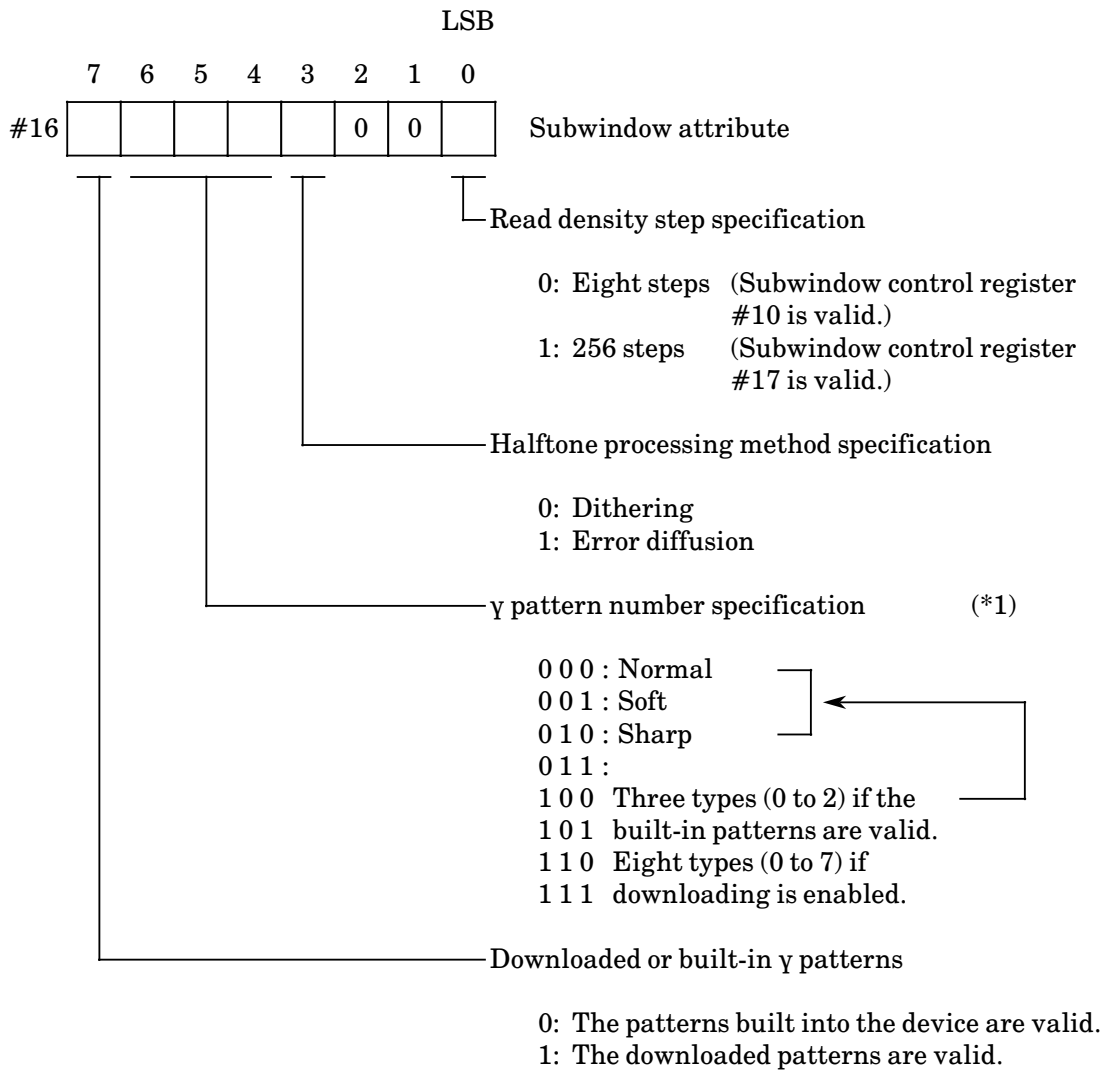 LSB
7 6 5 4 3 2 1 0
#16 0 0 Subwindow attribute
Read density step specification
0: Eight steps (Subwindow control register
#10 is valid.)
1: 256 steps (Subwindow control register
#17 is valid.)
Halftone processing method specification
0: Dithering
1: Error diffusion
γ pattern number specification (*1)
0 0 0 : Normal
0 0 1 : Soft
0 1 0 : Sharp
0 1 1 :
1 0 0 Three types (0 to 2) if the
1 0 1 built-in patterns are valid.
1 1 0 Eight types (0 to 7) if
1 1 1 downloading is enabled.
Downloaded or built-in γ patterns
0: The patterns built into the device are valid.
1: The downloaded patterns are valid.